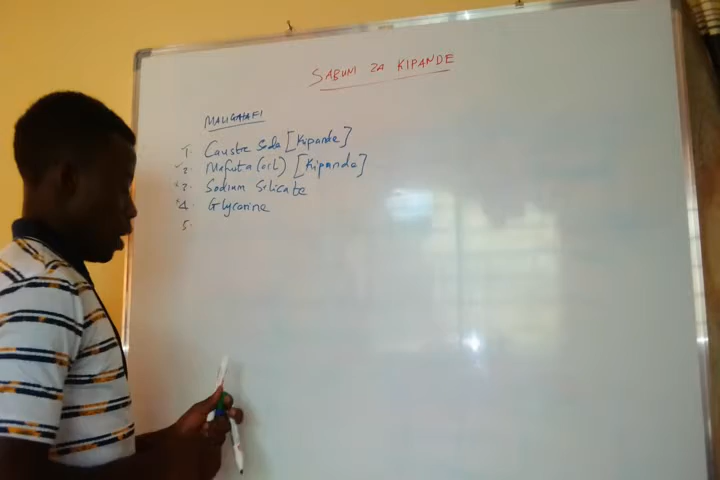 SABUNI ZA KIPANDE
MALIGHAFI
1. Caustic Soda [Kipande]
2. Mafuta (oil) [Kipande]
3. Sodium Silicate
4. Glycerine
5.